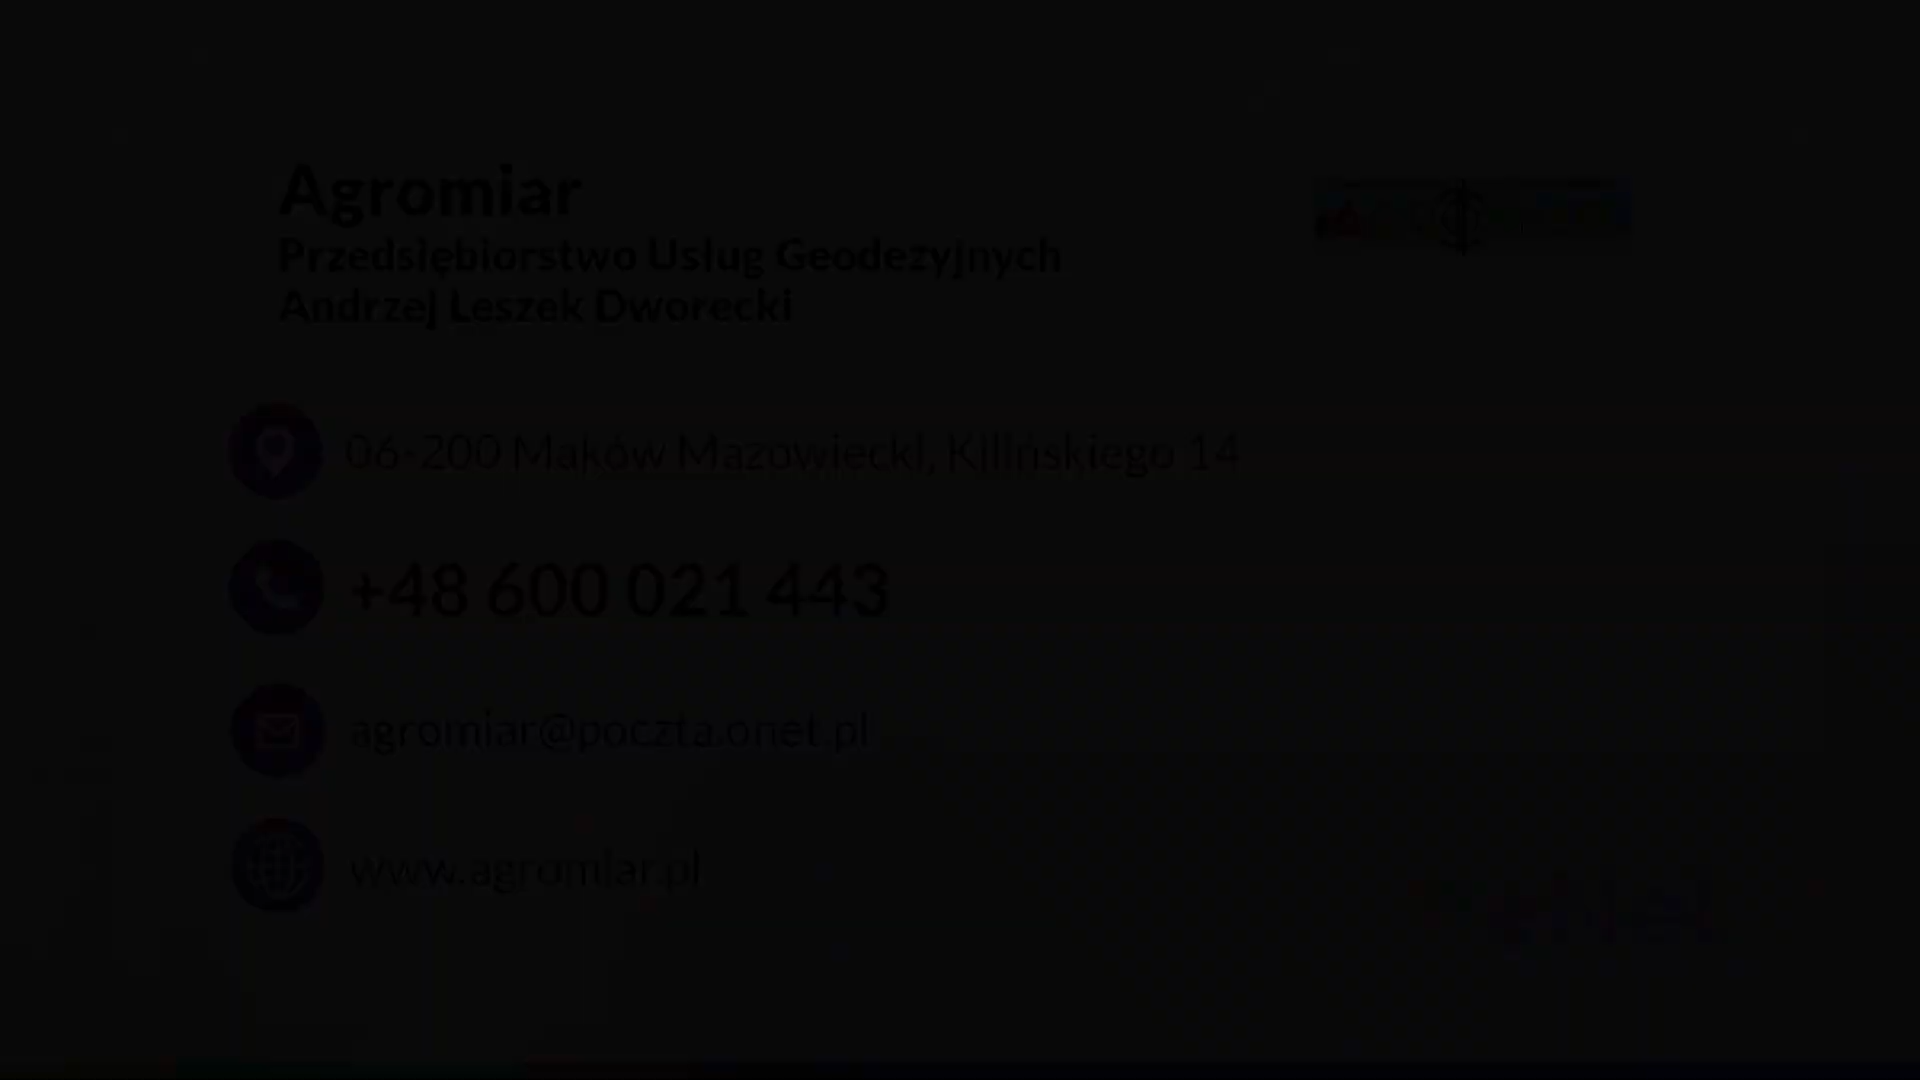 Agromiar
Przedsiębiorstwo Usług Geodezyjnych
Andrzej Leszek Dworecki
06-200 Maków Mazowiecki, Kilińskiego 14
+48 600 021 443
agromiar@poczta.onet.pl
www.agromiar.pl